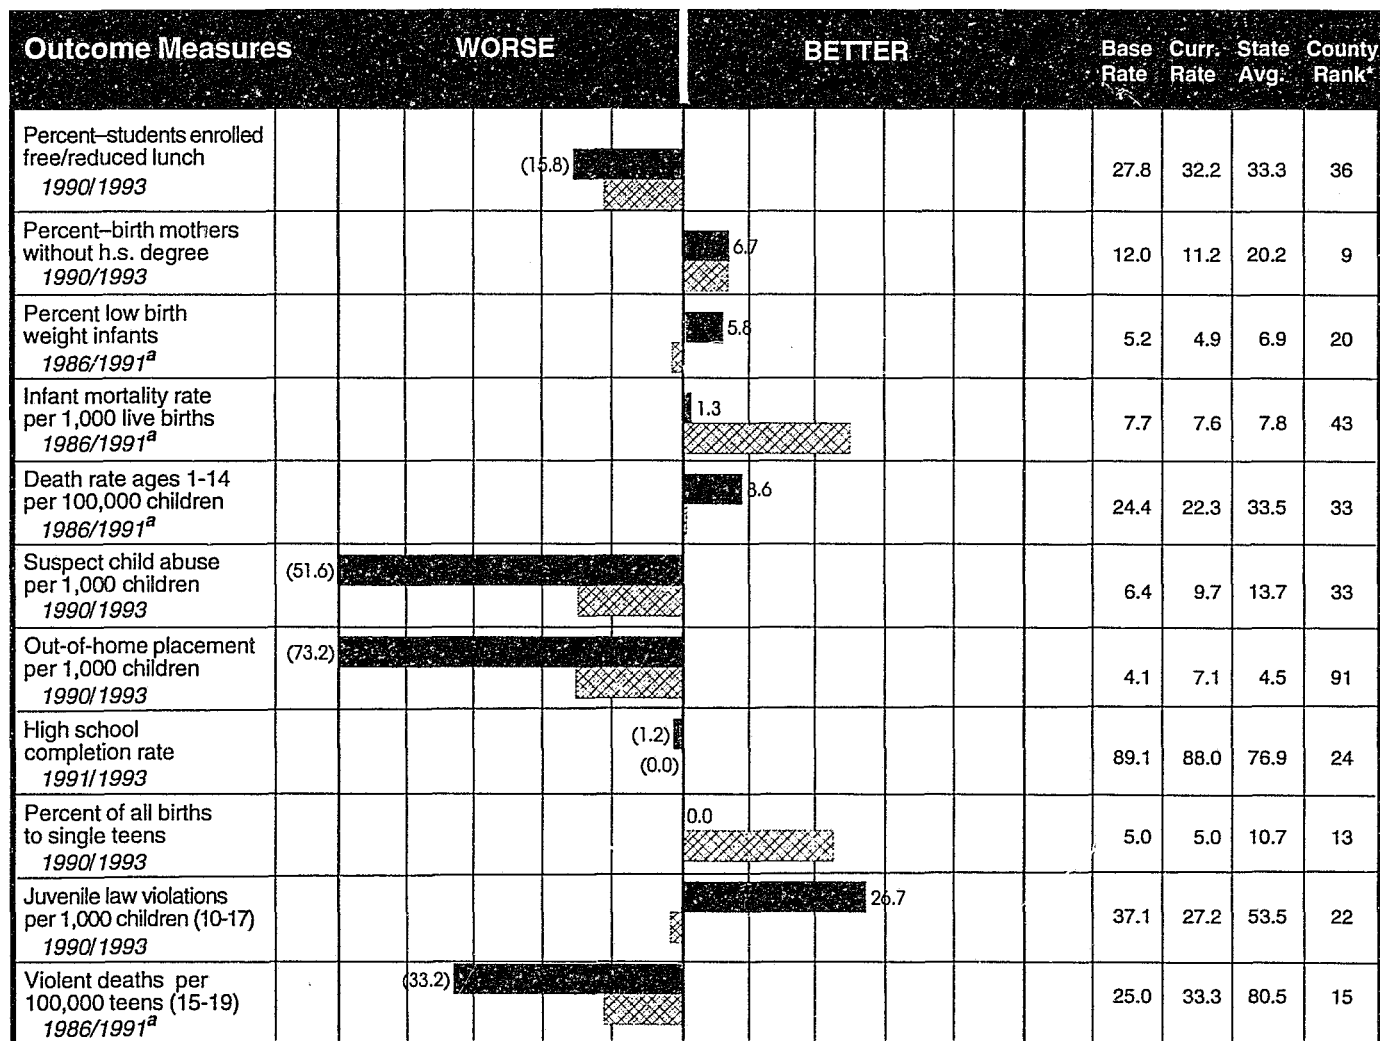 Outcome Measures WORSE BETTER Base Rate Curr. Rate State Avg. County Rank*
Percent–students enrolled
free/reduced lunch
1990/1993
(15.8) 27.8 32.2 33.3 36
Percent–birth mothers
without h.s. degree
1990/1993
6.7 12.0 11.2 20.2 9
Percent low birth
weight infants
1986/1991a
5.8 5.2 4.9 6.9 20
Infant mortality rate
per 1,000 live births
1986/1991a
1.3 7.7 7.6 7.8 43
Death rate ages 1-14
per 100,000 children
1986/1991a
8.6 24.4 22.3 33.5 33
Suspect child abuse
per 1,000 children
1990/1993
(51.6) 6.4 9.7 13.7 33
Out-of-home placement
per 1,000 children
1990/1993
(73.2) 4.1 7.1 4.5 91
High school
completion rate
1991/1993
(1.2)
(0.0) 89.1 88.0 76.9 24
Percent of all births
to single teens
1990/1993
0.0 5.0 5.0 10.7 13
Juvenile law violations
per 1,000 children (10-17)
1990/1993
26.7 37.1 27.2 53.5 22
Violent deaths per
100,000 teens (15-19)
1986/1991a
(33.2) 25.0 33.3 80.5 15